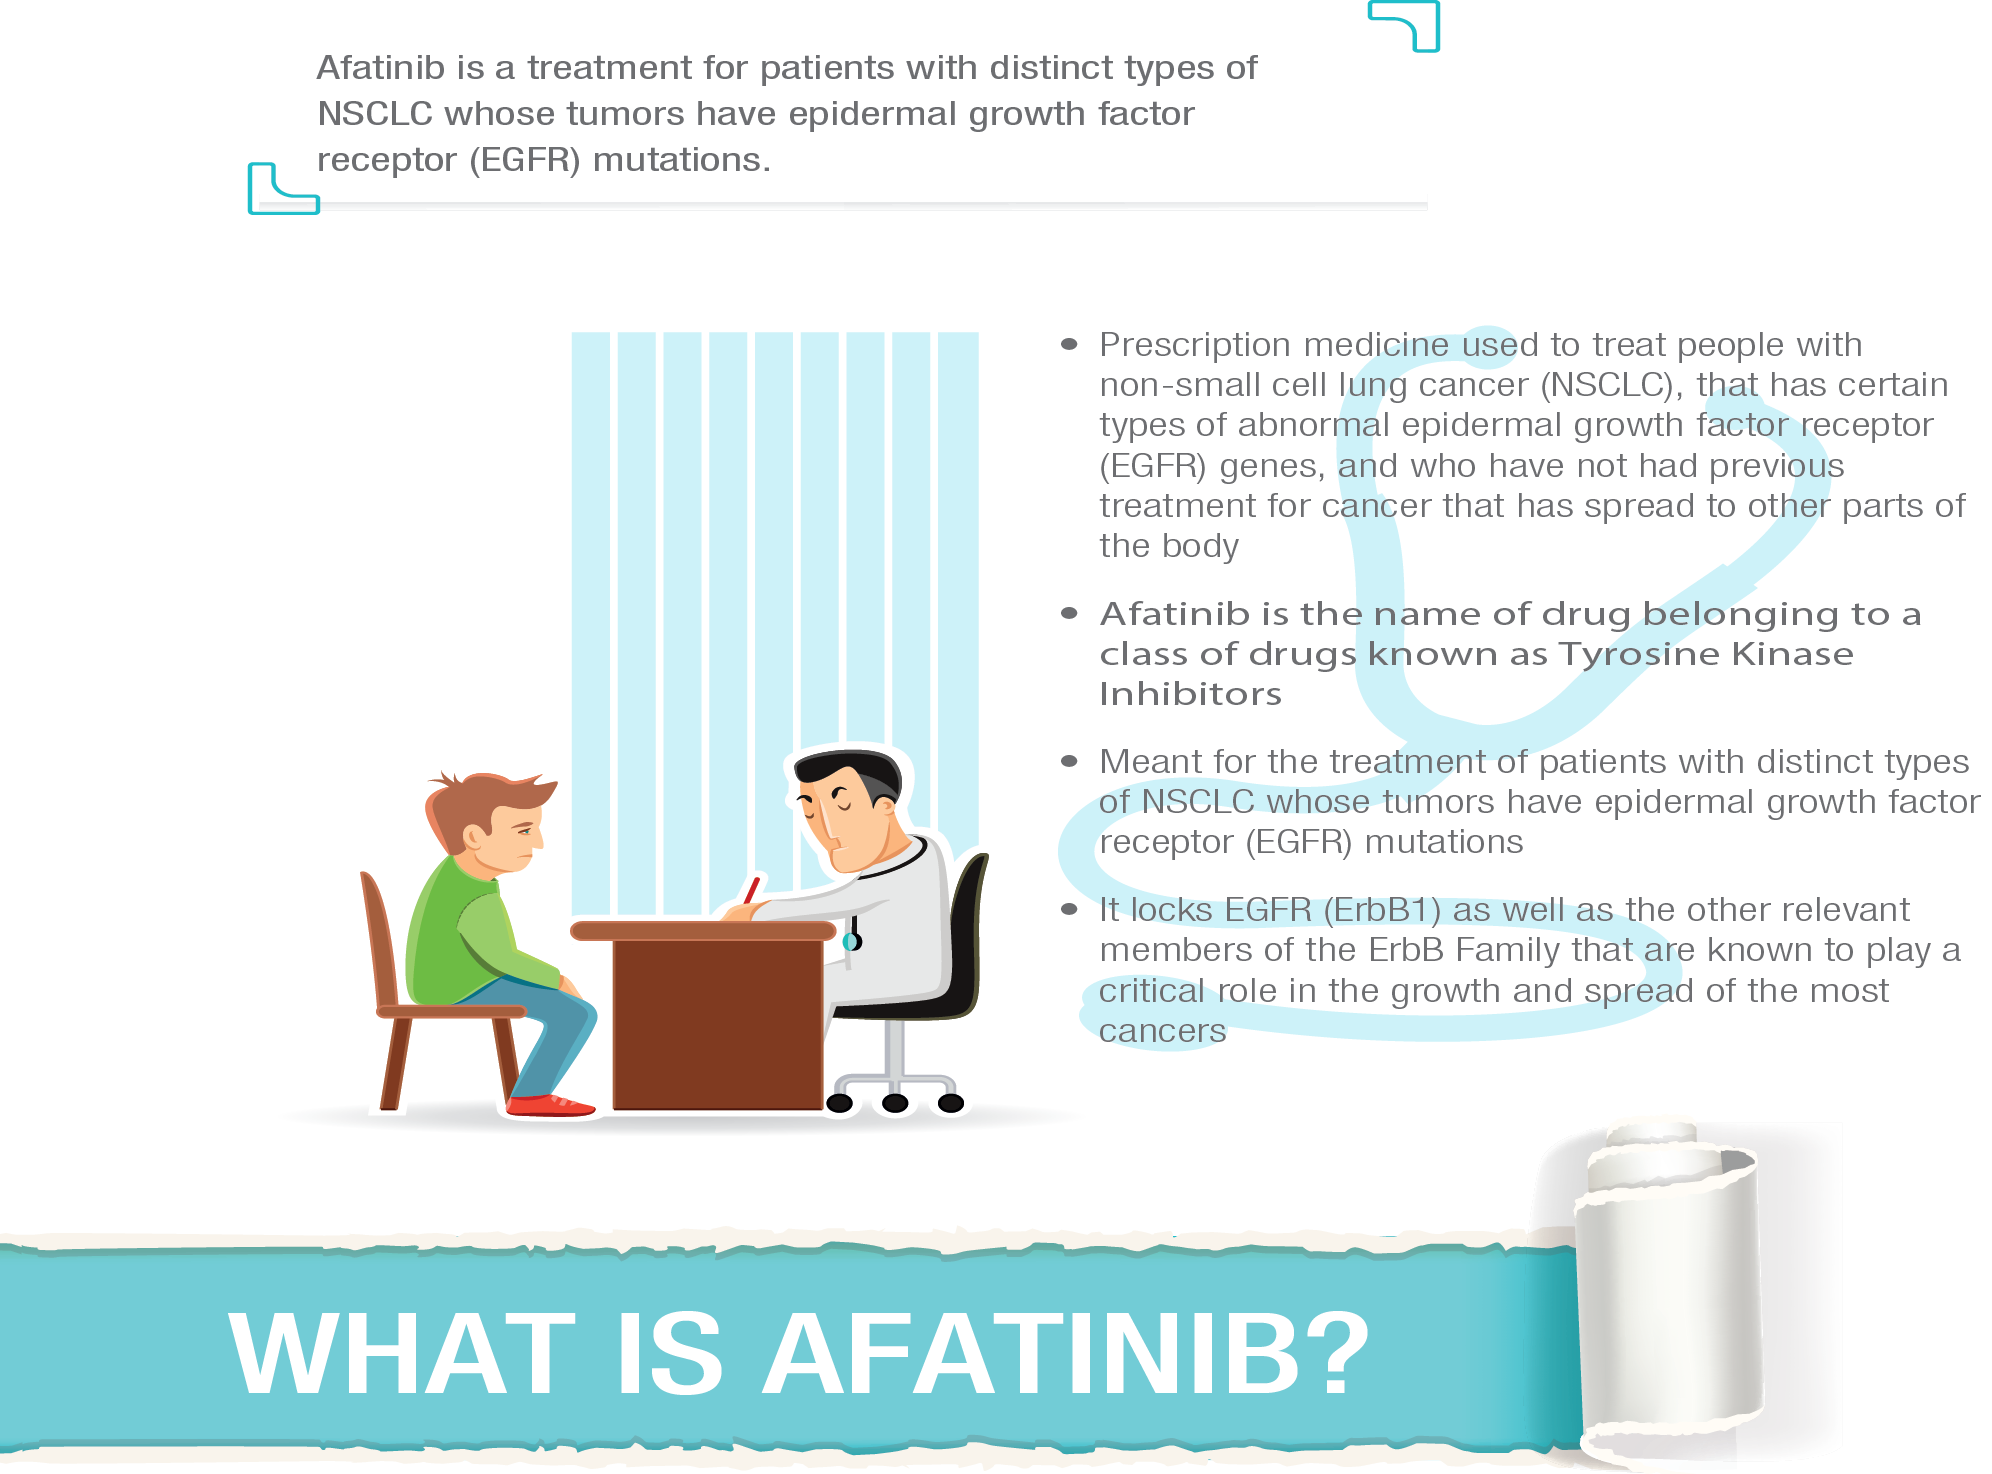 Afatinib is a treatment for patients with distinct types of
NSCLC whose tumors have epidermal growth factor
receptor (EGFR) mutations.
• Prescription medicine used to treat people with
non-small cell lung cancer (NSCLC), that has certain
types of abnormal epidermal growth factor receptor
(EGFR) genes, and who have not had previous
treatment for cancer that has spread to other parts of
the body
• Afatinib is the name of drug belonging to a
class of drugs known as Tyrosine Kinase
Inhibitors
• Meant for the treatment of patients with distinct types
of NSCLC whose tumors have epidermal growth factor
receptor (EGFR) mutations
• It locks EGFR (ErbB1) as well as the other relevant
members of the ErbB Family that are known to play a
critical role in the growth and spread of the most
cancers
WHAT IS AFATINIB?